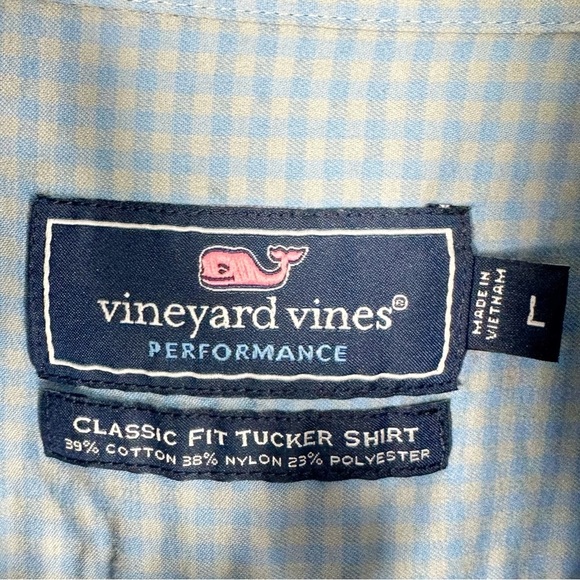 vineyard vines®
PERFORMANCE
MADE IN
VIETNAM
L
CLASSIC FIT TUCKER SHIRT
39% COTTON 38% NYLON 23% POLYESTER